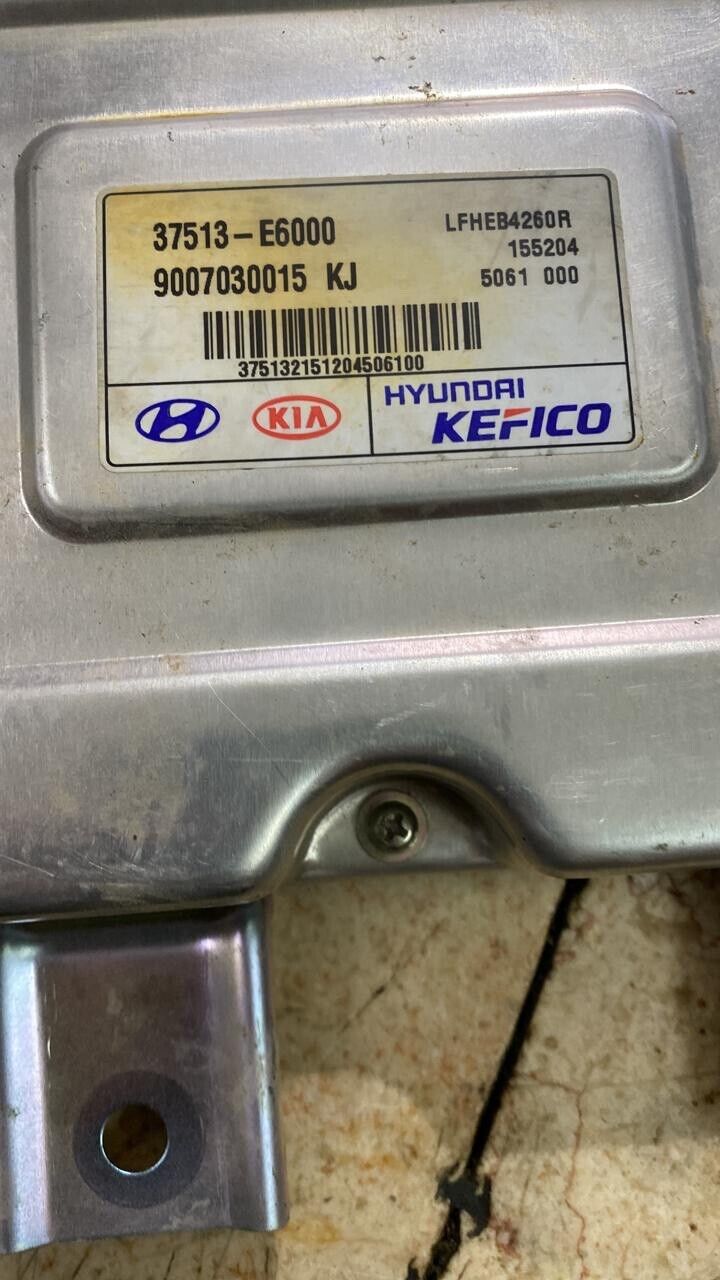 37513-E6000
LFHEB4260R
155204
9007030015 KJ
5061 000
375132151204506100
KIA
HYUNDAI
KEFICO